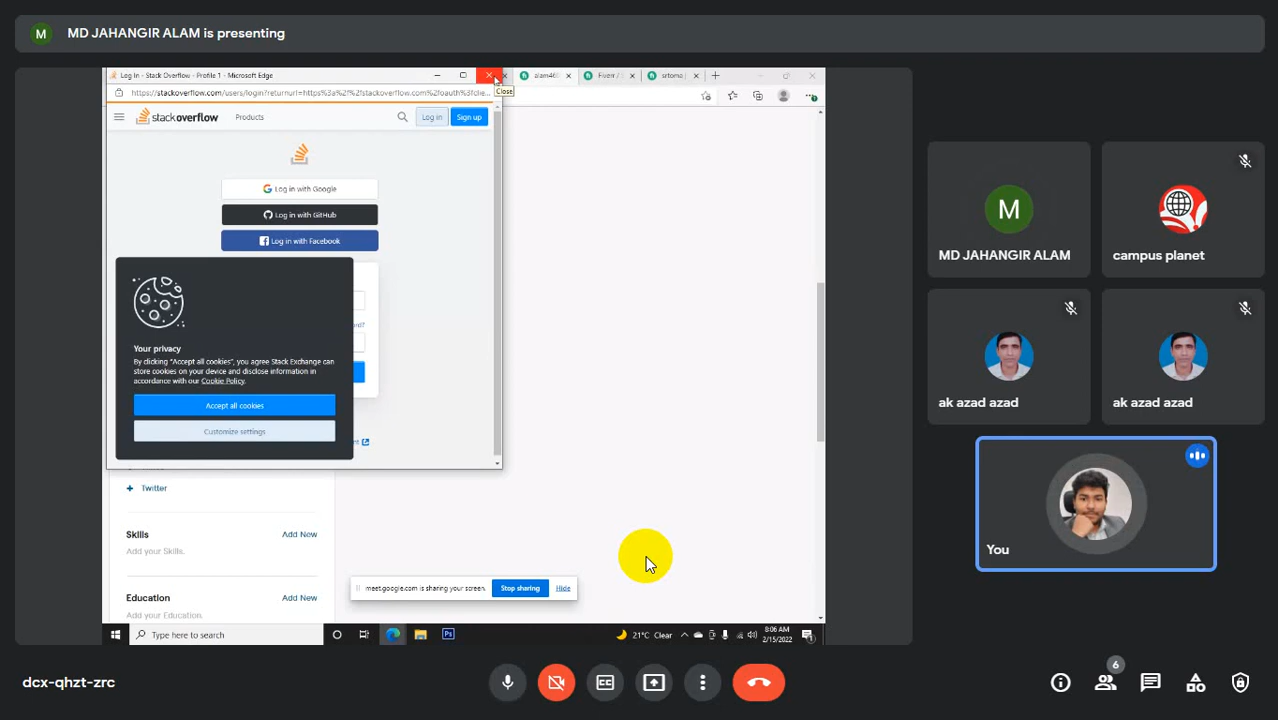 M MD JAHANGIR ALAM is presenting
Log In - Stack Overflow - Profile 1 - Microsoft Edge
alam46
Fiverr /
srtoma
https://stackoverflow.com/users/login?returnurl=https%3a%2f%2fstackoverflow.com%2foauth%3fclie...
Close
stackoverflow
Products
Log in
Sign up
Log in with Google
Log in with GitHub
Log in with Facebook
Your privacy
By clicking "Accept all cookies", you agree Stack Exchange can
store cookies on your device and disclose information in
accordance with our Cookie Policy.
Accept all cookies
Customize settings
+ Twitter
Skills
Add New
Add your Skills.
Education
Add New
Add your Education.
meet.google.com is sharing your screen.
Stop sharing
Hide
Type here to search
Ps
21°C Clear
8:06 AM
2/15/2022
M
MD JAHANGIR ALAM
campus planet
ak azad azad
ak azad azad
You
dcx-qhzt-zrc
CC
6